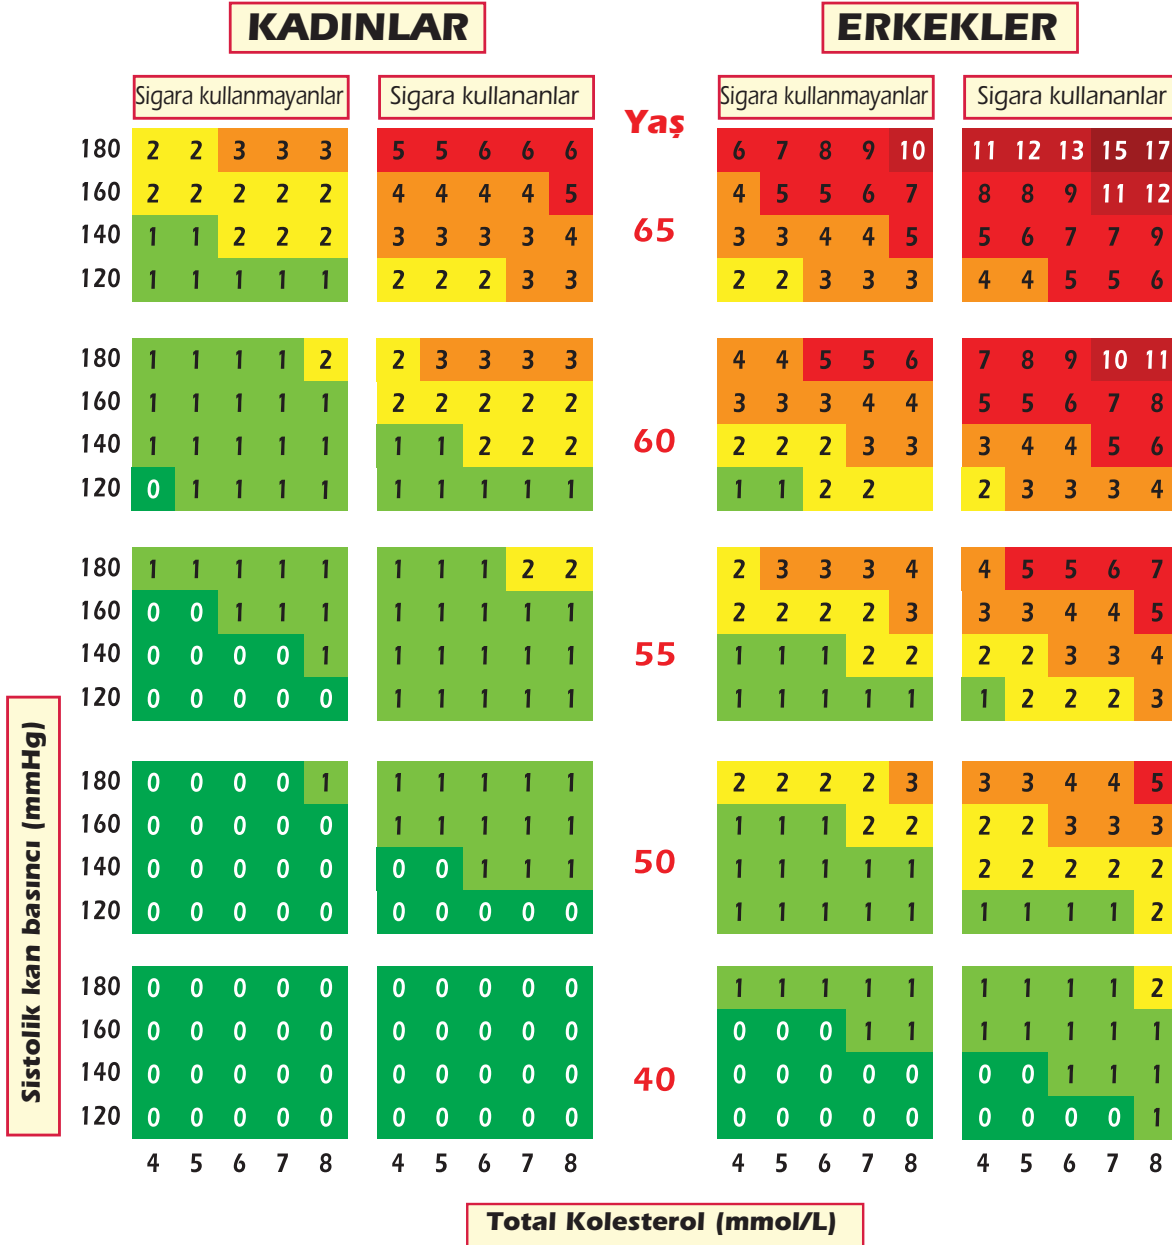 KADINLAR ERKEKLER
Sigara kullanmayanlar Sigara kullananlar Sigara kullanmayanlar Sigara kullananlar
Yaş
180 2 2 3 3 3 5 5 6 6 6 6 7 8 9 10 11 12 13 15 17
160 2 2 2 2 2 4 4 4 4 5 4 5 5 6 7 8 8 9 11 12
65
140 1 1 2 2 2 3 3 3 3 4 3 3 4 4 5 5 6 7 7 9
120 1 1 1 1 1 2 2 2 3 3 2 2 3 3 3 4 4 5 5 6
180 1 1 1 1 2 2 3 3 3 3 4 4 5 5 6 7 8 9 10 11
160 1 1 1 1 1 2 2 2 2 2 3 3 3 4 4 5 5 6 7 8
140 1 1 1 1 1 1 1 2 2 2 60 2 2 2 3 3 3 4 4 5 6
120 0 1 1 1 1 1 1 1 1 1 1 1 2 2 2 3 3 3 4
180 1 1 1 1 1 1 1 1 2 2 2 3 3 3 4 4 5 5 6 7
160 0 0 1 1 1 1 1 1 1 1 2 2 2 2 3 3 3 4 4 5
140 0 0 0 0 1 1 1 1 1 1 55 1 1 1 2 2 2 2 3 3 4
120 0 0 0 0 0 1 1 1 1 1 1 1 1 1 1 1 2 2 2 3
180 0 0 0 0 1 1 1 1 1 1 2 2 2 2 3 3 3 4 4 5
160 0 0 0 0 0 1 1 1 1 1 1 1 1 2 2 2 2 3 3 3
140 0 0 0 0 0 0 0 1 1 1 50 1 1 1 1 1 2 2 2 2 2
120 0 0 0 0 0 0 0 0 0 0 1 1 1 1 1 1 1 1 1 2
180 0 0 0 0 0 0 0 0 0 0 1 1 1 1 1 1 1 1 1 2
160 0 0 0 0 0 0 0 0 0 0 0 0 0 1 1 1 1 1 1 1
140 0 0 0 0 0 0 0 0 0 0 40 0 0 0 0 0 0 0 1 1 1
120 0 0 0 0 0 0 0 0 0 0 0 0 0 0 0 0 0 0 0 1
4 5 6 7 8 4 5 6 7 8 4 5 6 7 8 4 5 6 7 8
Sistolik kan basıncı (mmHg)
Total Kolesterol (mmol/L)